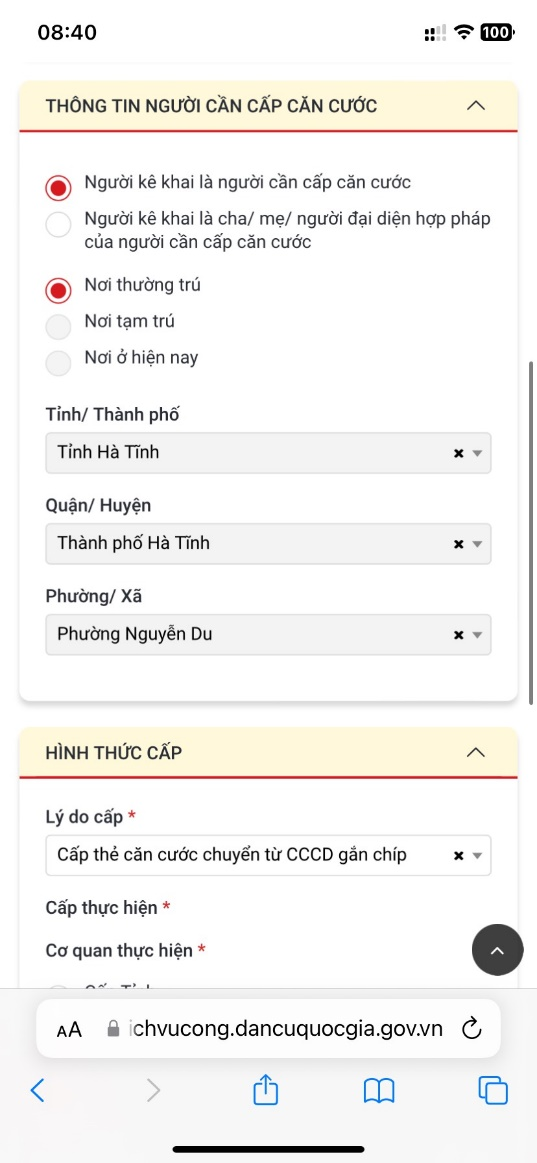 08:40
100
THÔNG TIN NGƯỜI CẦN CẤP CĂN CƯỚC
Người kê khai là người cần cấp căn cước
Người kê khai là cha/ mẹ/ người đại diện hợp pháp
của người cần cấp căn cước
Nơi thường trú
Nơi tạm trú
Nơi ở hiện nay
Tỉnh/ Thành phố
Tỉnh Hà Tĩnh
Quận/ Huyện
Thành phố Hà Tĩnh
Phường/ Xã
Phường Nguyễn Du
HÌNH THỨC CẤP
Lý do cấp *
Cấp thẻ căn cước chuyển từ CCCD gắn chíp
Cấp thực hiện *
Cơ quan thực hiện *
AA
ichvucong.dancuquocgia.gov.vn